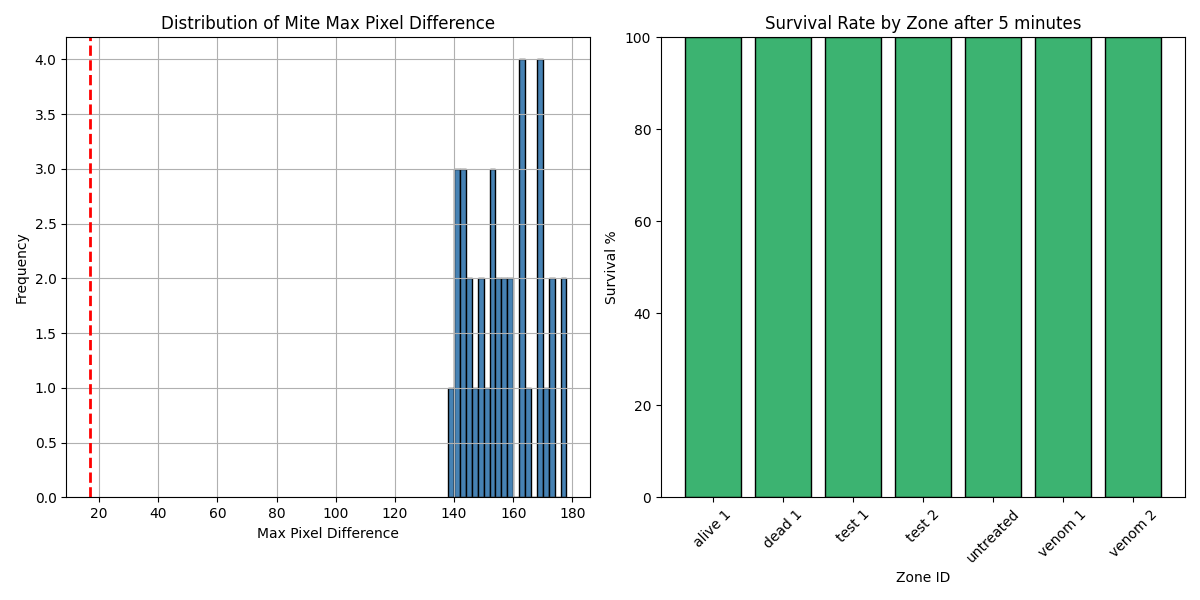 Distribution of Mite Max Pixel Difference
4.0
3.5
3.0
2.5
2.0
1.5
1.0
0.5
0.0
Frequency
20 40 60 80 100 120 140 160 180
Max Pixel Difference
Survival Rate by Zone after 5 minutes
100
80
60
40
20
0
Survival %
alive 1
dead 1
test 1
test 2
untreated
venom 1
venom 2
Zone ID